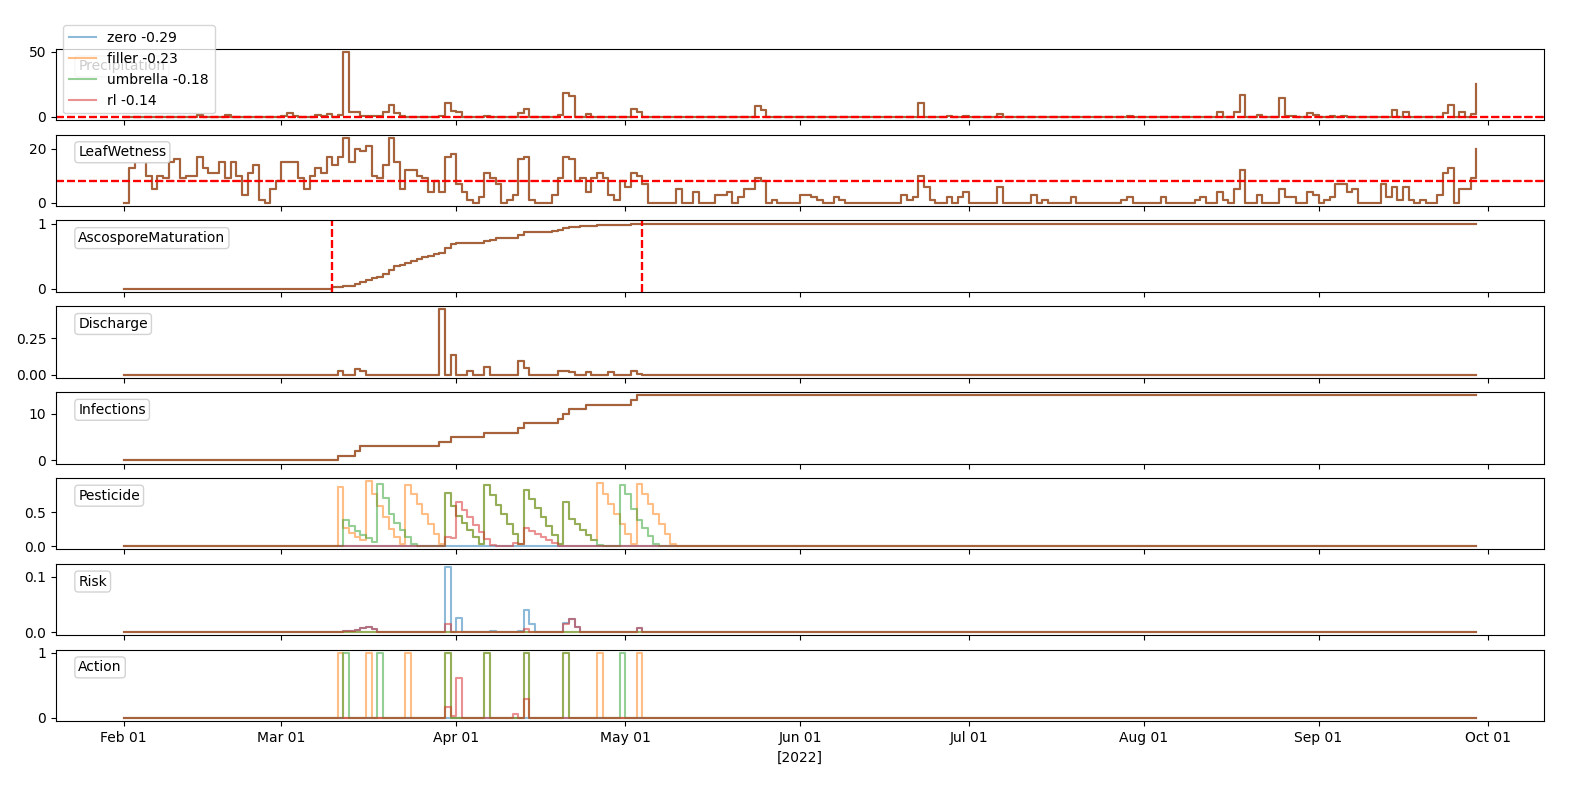 zero -0.29
filler -0.23
umbrella -0.18
rl -0.14
Precipitation
50
0
LeafWetness
20
0
AscosporeMaturation
1
0
Discharge
0.25
0.00
Infections
10
0
Pesticide
0.5
0.0
Risk
0.1
0.0
Action
1
0
Feb 01 Mar 01 Apr 01 May 01 Jun 01 Jul 01 Aug 01 Sep 01 Oct 01
[2022]